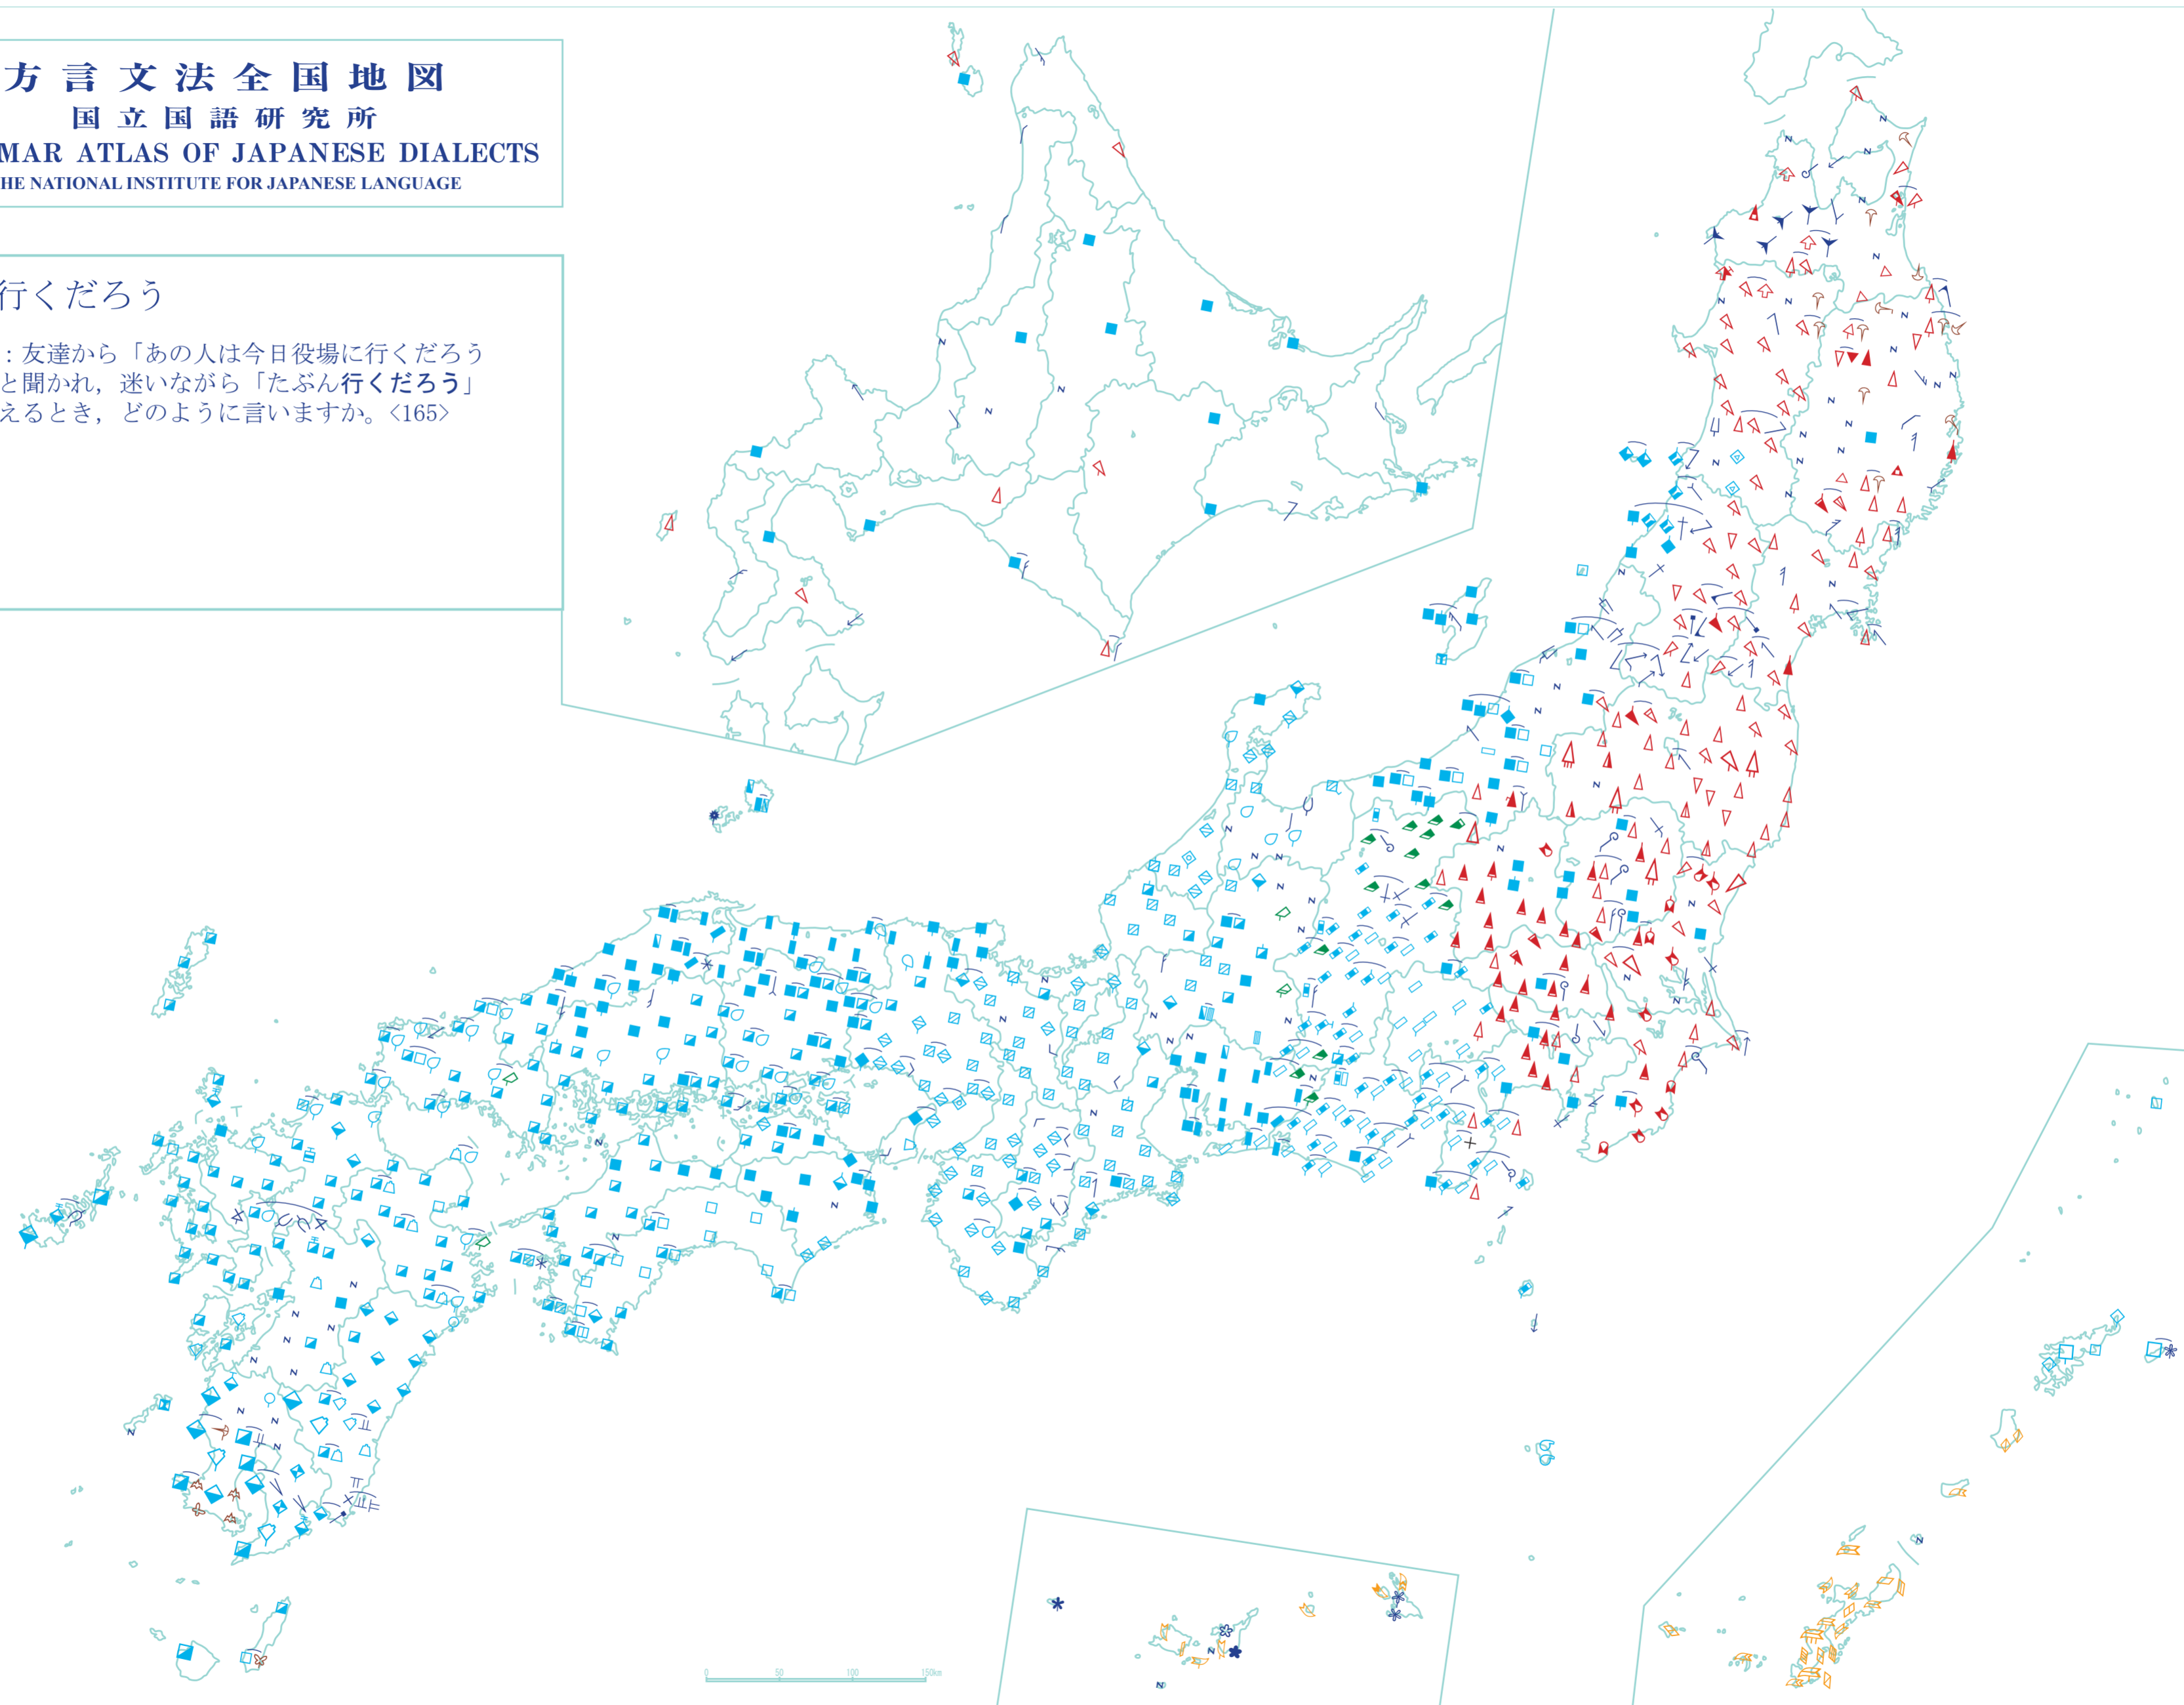 方言文法全国地図
国立国語研究所
MAR ATLAS OF JAPANESE DIALECTS
HE NATIONAL INSTITUTE FOR JAPANESE LANGUAGE
行くだろう
：友達から「あの人は今日役場に行くだろう
と聞かれ，迷いながら「たぶん行くだろう」
えるとき，どのように言いますか。<165>
0 50 100 150km